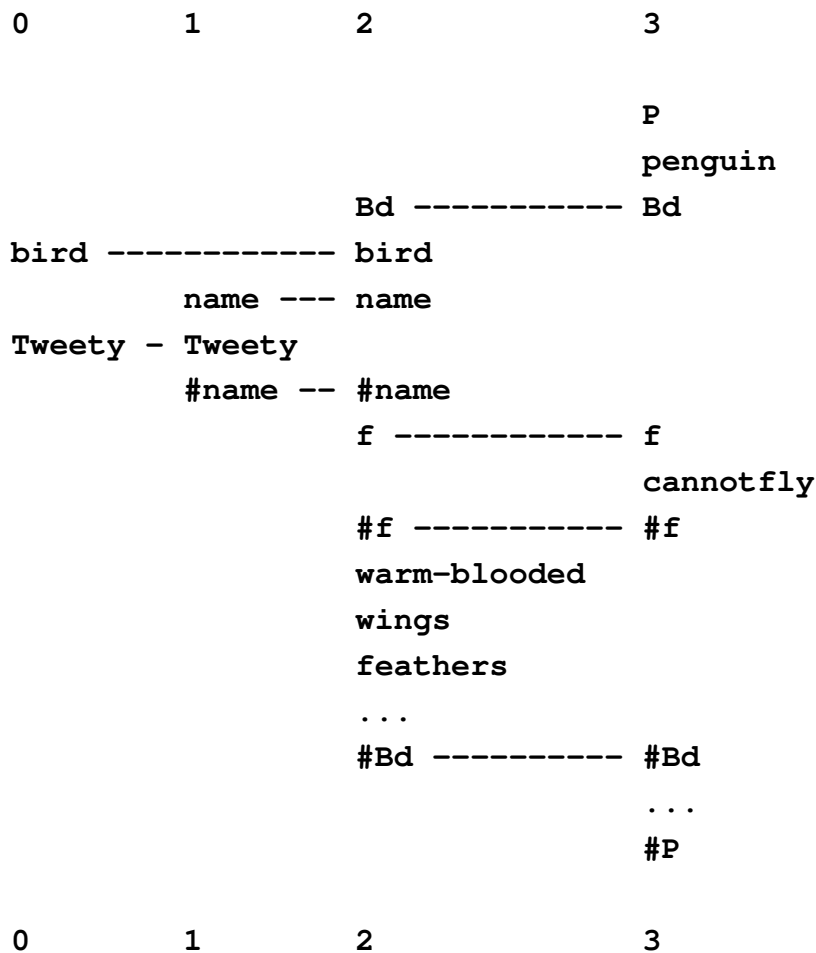 0 1 2 3
P
penguin
Bd ----------- Bd
bird ------------ bird
name --- name
Tweety - Tweety
#name -- #name
f ------------ f
cannotfly
#f ----------- #f
warm-blooded
wings
feathers
...
#Bd ---------- #Bd
...
#P
0 1 2 3